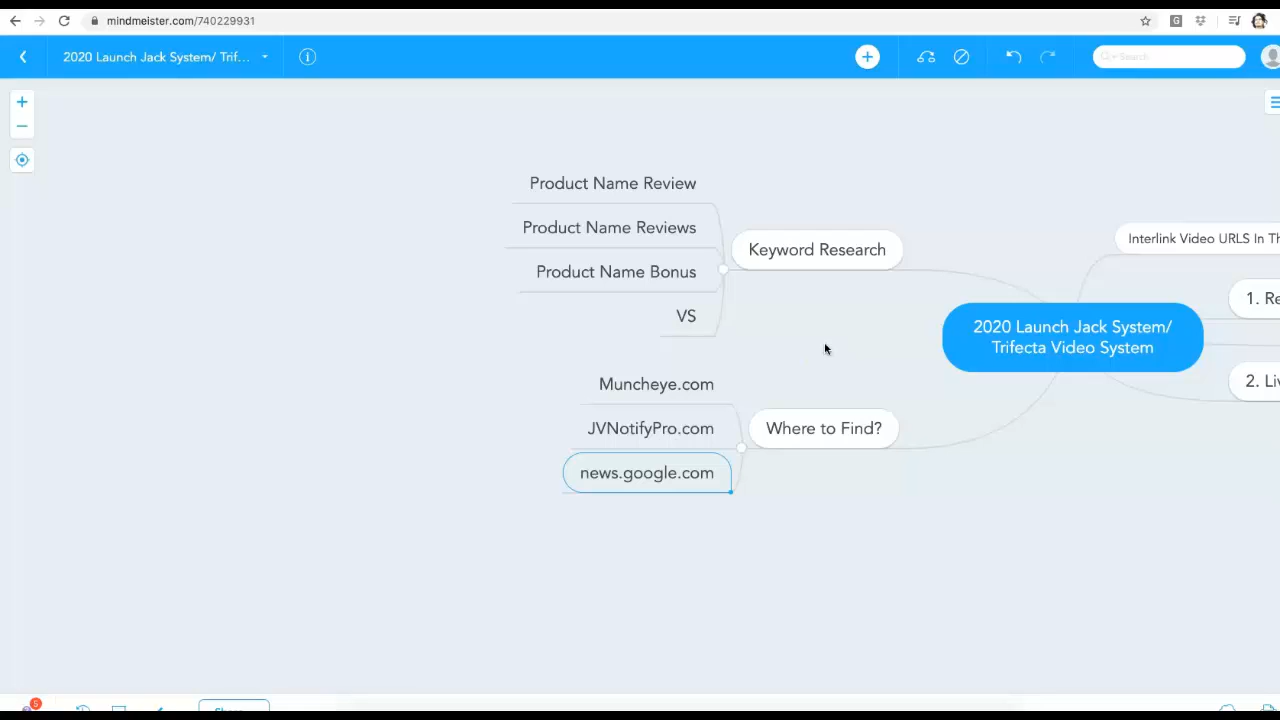 mindmeister.com/740229931
2020 Launch Jack System/ Trif...
Search
Product Name Review
Product Name Reviews
Product Name Bonus
VS
Keyword Research
Muncheye.com
JVNotifyPro.com
news.google.com
Where to Find?
2020 Launch Jack System/
Trifecta Video System
Interlink Video URLS In Th
1. Re
2. Liv
5